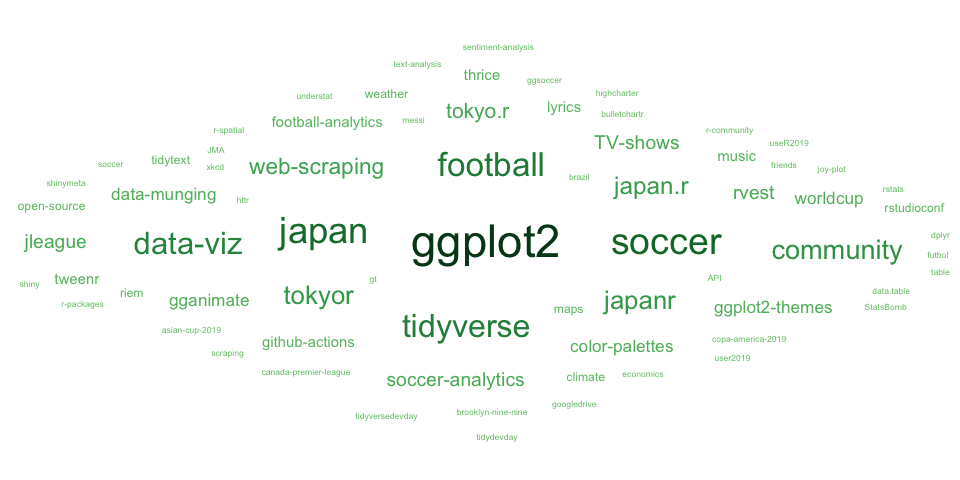 sentiment-analysis
text-analysis
thrice
ggsoccer
understat
weather
highcharter
tokyo.r
lyrics
bulletchartr
football-analytics
messi
r-spatial
r-community
TV-shows
useR2019
JMA
music
soccer
tidytext
xkcd
web-scraping
football
friends
joy-plot
brazil
shinymeta
japan.r
rvest
rstats
data-munging
httr
worldcup
open-source
rstudioconf
jleague
data-viz
japan
ggplot2
soccer
community
dplyr
futbol
table
shiny
tweenr
gt
API
riem
gganimate
tokyor
japanr
data.table
r-packages
maps
ggplot2-themes
StatsBomb
asian-cup-2019
tidyverse
github-actions
color-palettes
copa-america-2019
scraping
user2019
canada-premier-league
soccer-analytics
climate
economics
googledrive
tidyversedevday
brooklyn-nine-nine
tidydevday